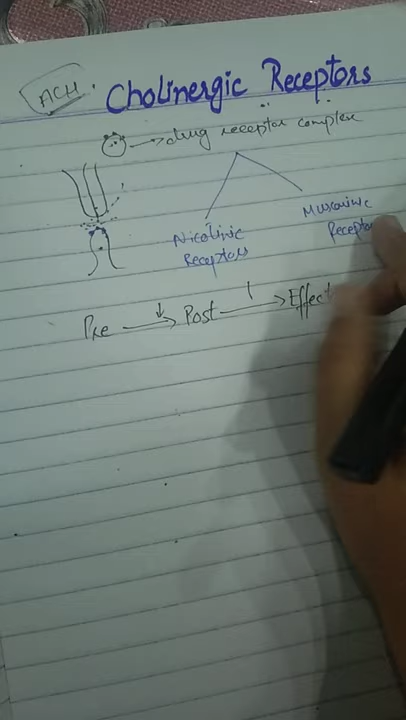 ACH.
Cholinergic Receptors
drug receptor complex
Nicotinic
Receptors
Muscarinic
Receptor
Pre → Post → Effect